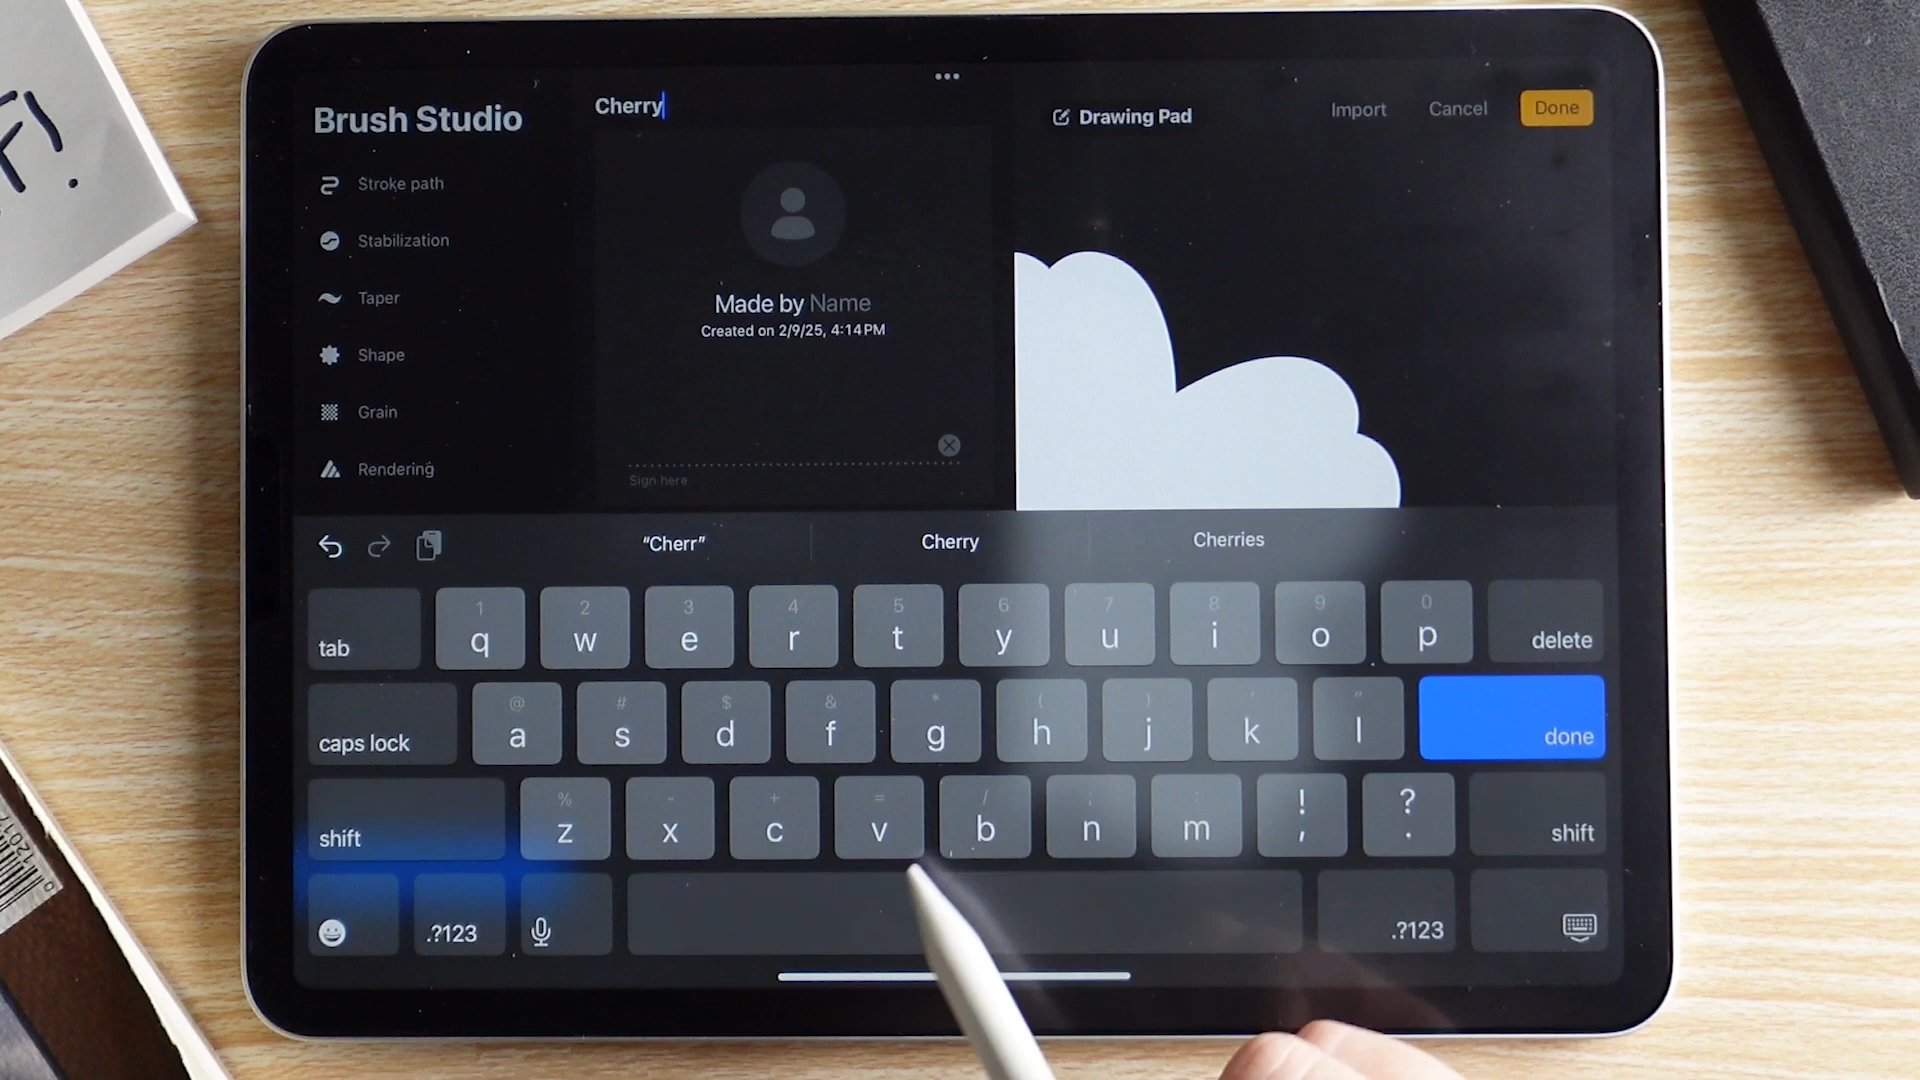 F!
Brush Studio
Cherry
Drawing Pad
Import
Cancel
Done
Stroke path
Stabilization
Taper
Shape
Grain
Rendering
Made by Name
Created on 2/9/25, 4:14 PM
Sign here
"Cherr"
Cherry
Cherries
tab
1 2 3 4 5 6 7 8 9 0
q w e r t y u i o p
delete
caps lock
@ # $ & * ( ) ' "
a s d f g h j k l
done
shift
% - + = / ; :
z x c v b n m ! , ? .
shift
.?123
.?123